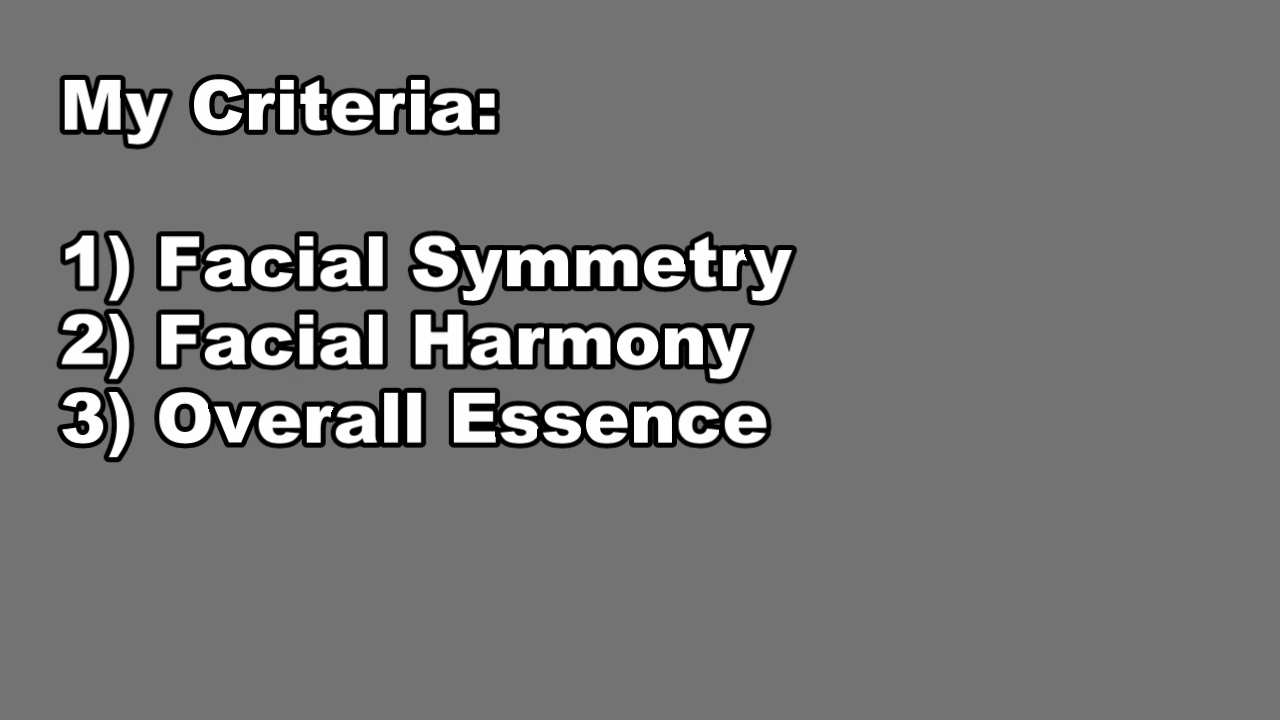 My Criteria:
1) Facial Symmetry
2) Facial Harmony
3) Overall Essence